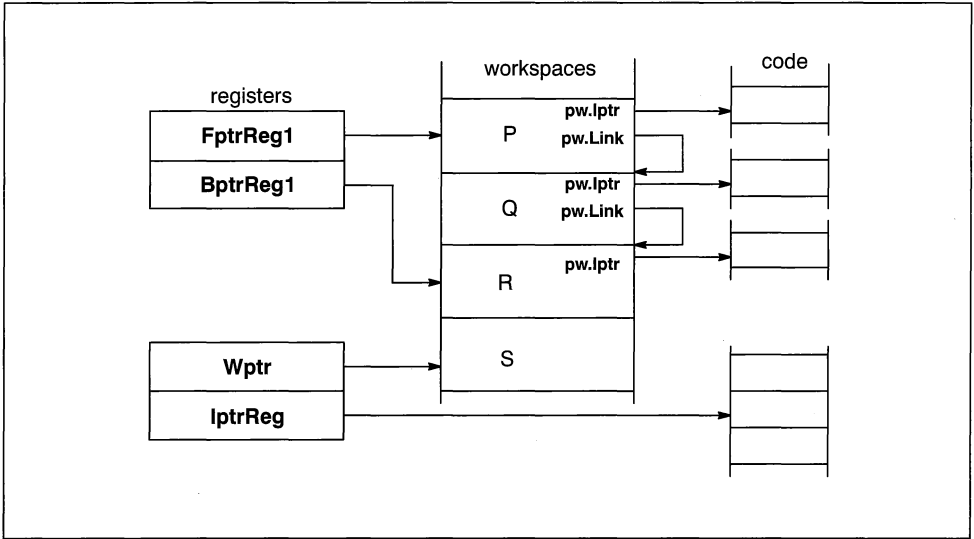 workspaces
code
registers
FptrReg1
BptrReg1
P
pw.Iptr
pw.Link
Q
pw.Iptr
pw.Link
R
pw.Iptr
S
Wptr
IptrReg